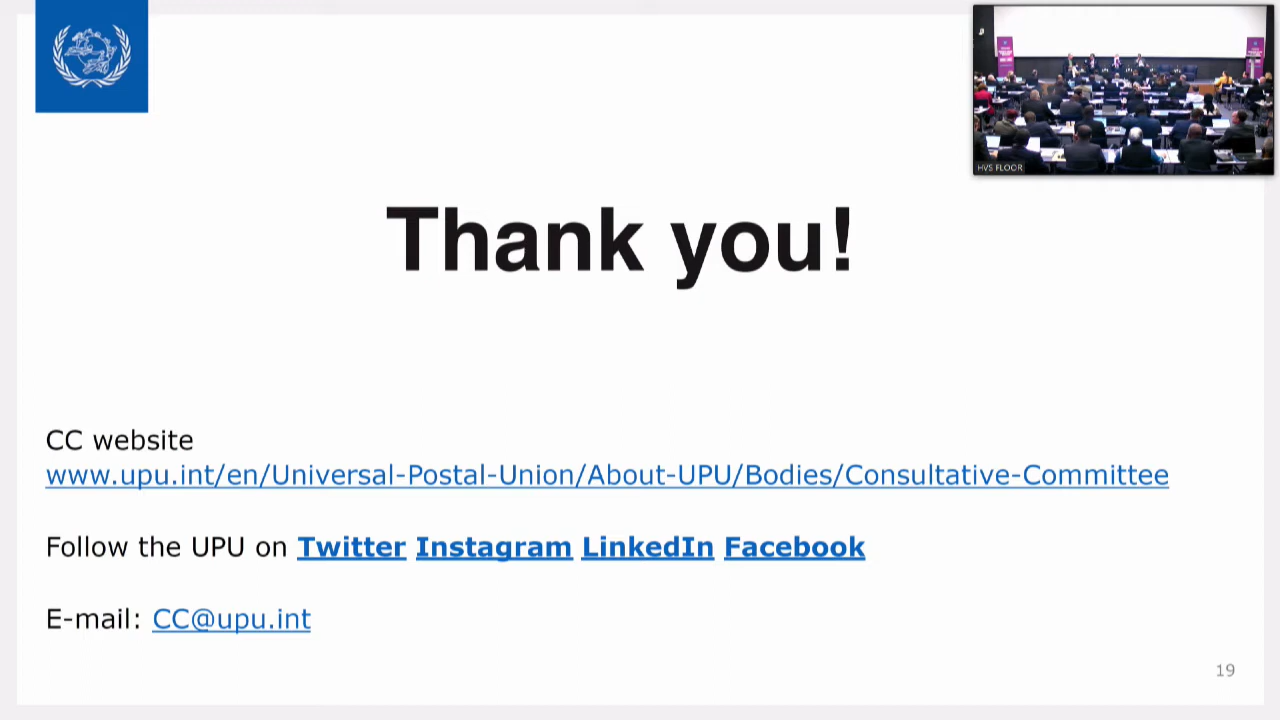 HVS FLOOR
Thank you!
CC website
www.upu.int/en/Universal-Postal-Union/About-UPU/Bodies/Consultative-Committee
Follow the UPU on Twitter Instagram LinkedIn Facebook
E-mail: CC@upu.int
19